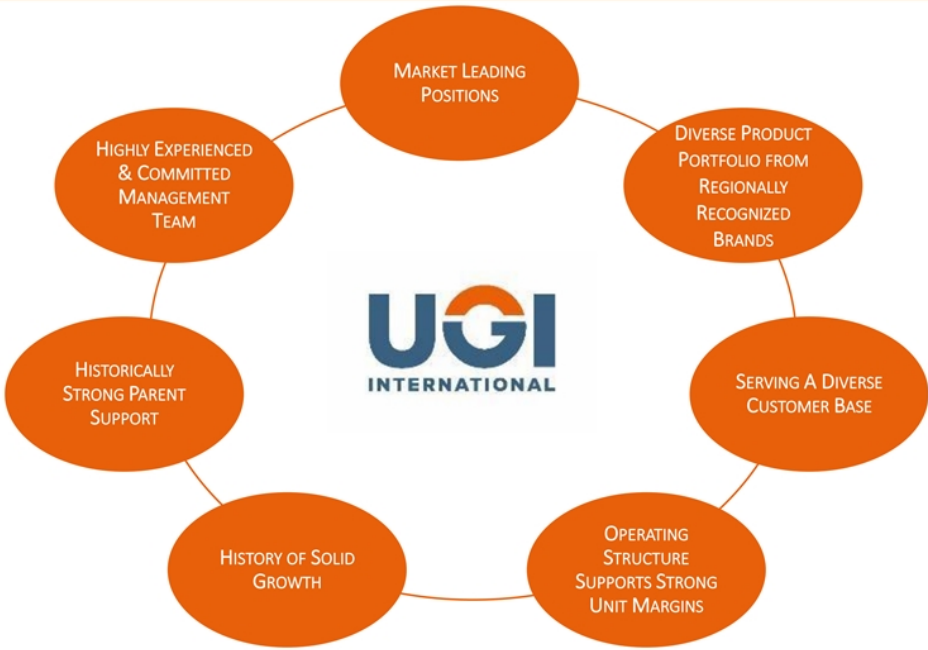 MARKET LEADING
POSITIONS
DIVERSE PRODUCT
PORTFOLIO FROM
REGIONALLY
RECOGNIZED
BRANDS
SERVING A DIVERSE
CUSTOMER BASE
OPERATING
STRUCTURE
SUPPORTS STRONG
UNIT MARGINS
HISTORY OF SOLID
GROWTH
HISTORICALLY
STRONG PARENT
SUPPORT
HIGHLY EXPERIENCED
& COMMITTED
MANAGEMENT
TEAM
UGI
INTERNATIONAL